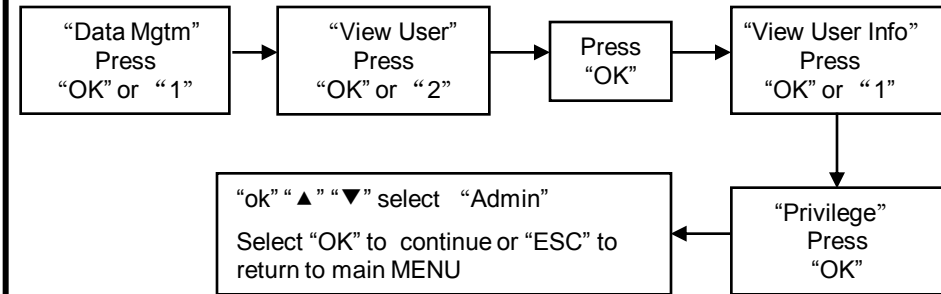 “Data Mgtm”
Press
“OK” or “1”
“View User”
Press
“OK” or “2”
Press
“OK”
“View User Info”
Press
“OK” or “1”
“Privilege”
Press
“OK”
“ok” “▲” “▼” select “Admin”
Select “OK” to continue or “ESC” to
return to main MENU